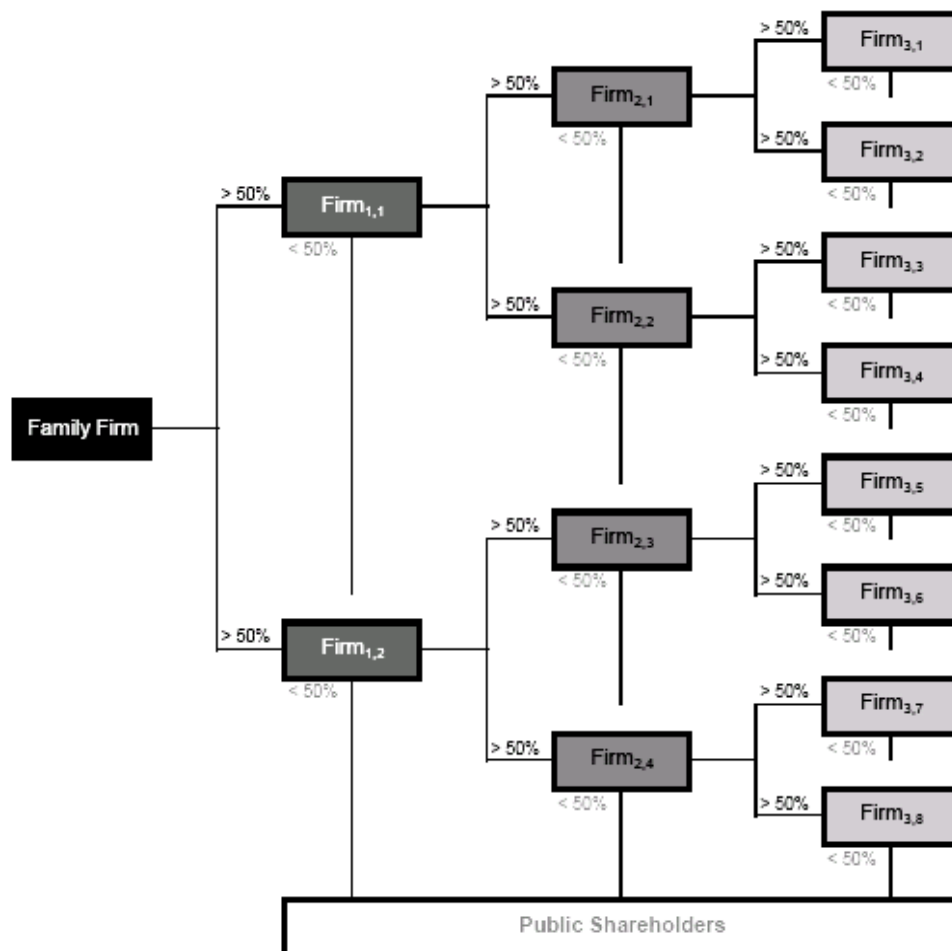 > 50%
Firm3,1
< 50%
> 50%
Firm2,1
< 50%
> 50%
Firm3,2
< 50%
> 50%
Firm1,1
< 50%
> 50%
Firm3,3
< 50%
> 50%
Firm2,2
< 50%
> 50%
Firm3,4
< 50%
Family Firm
> 50%
Firm3,5
< 50%
> 50%
Firm2,3
< 50%
> 50%
Firm3,6
< 50%
> 50%
Firm1,2
< 50%
> 50%
Firm3,7
< 50%
> 50%
Firm2,4
< 50%
> 50%
Firm3,8
< 50%
Public Shareholders